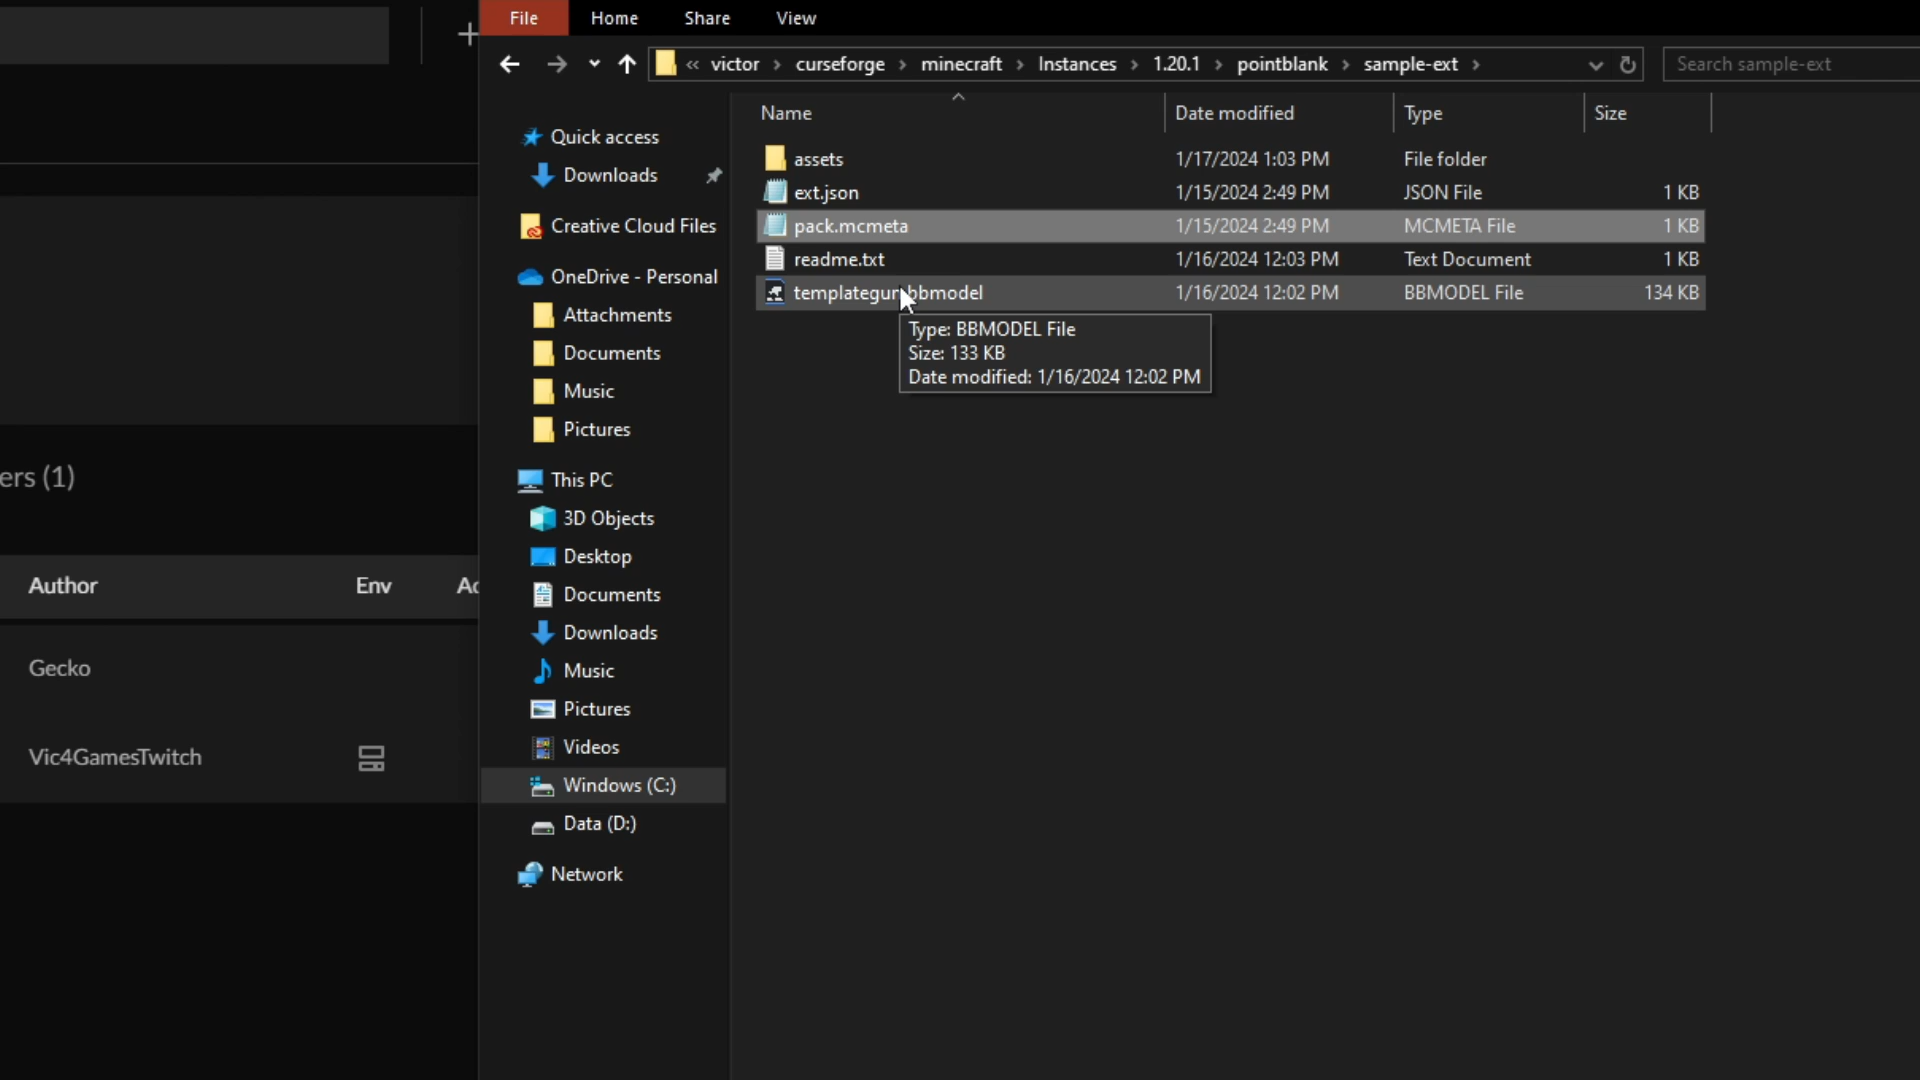 File Home Share View
« victor > curseforge > minecraft > Instances > 1.20.1 > pointblank > sample-ext >
Search sample-ext
Name Date modified Type Size
assets 1/17/2024 1:03 PM File folder
ext.json 1/15/2024 2:49 PM JSON File 1 KB
pack.mcmeta 1/15/2024 2:49 PM MCMETA File 1 KB
readme.txt 1/16/2024 12:03 PM Text Document 1 KB
templategun.bbmodel 1/16/2024 12:02 PM BBMODEL File 134 KB
Type: BBMODEL File
Size: 133 KB
Date modified: 1/16/2024 12:02 PM
Quick access
Downloads
Creative Cloud Files
OneDrive - Personal
Attachments
Documents
Music
Pictures
This PC
3D Objects
Desktop
Documents
Downloads
Music
Pictures
Videos
Windows (C:)
Data (D:)
Network
ers (1)
Author Env Ac
Gecko
Vic4GamesTwitch